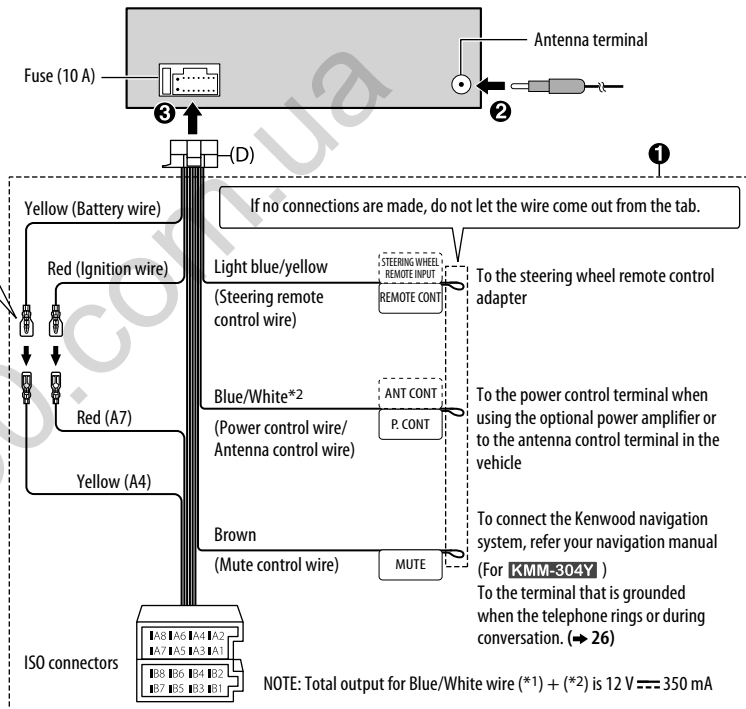 Antenna terminal
Fuse (10 A)
❸
❷
(D)
❶
Yellow (Battery wire)
If no connections are made, do not let the wire come out from the tab.
Red (Ignition wire)
Light blue/yellow
(Steering remote
control wire)
STEERING WHEEL
REMOTE INPUT
REMOTE CONT
To the steering wheel remote control
adapter
Blue/White*2
(Power control wire/
Antenna control wire)
ANT CONT
P. CONT
To the power control terminal when
using the optional power amplifier or
to the antenna control terminal in the
vehicle
Red (A7)
Yellow (A4)
Brown
(Mute control wire)
MUTE
To connect the Kenwood navigation
system, refer your navigation manual
(For KMM-304Y )
To the terminal that is grounded
when the telephone rings or during
conversation. (➜ 26)
ISO connectors
A8 A6 A4 A2
A7 A5 A3 A1
B8 B6 B4 B2
B7 B5 B3 B1
NOTE: Total output for Blue/White wire (*1) + (*2) is 12 V ⎓ 350 mA
o.com.ua